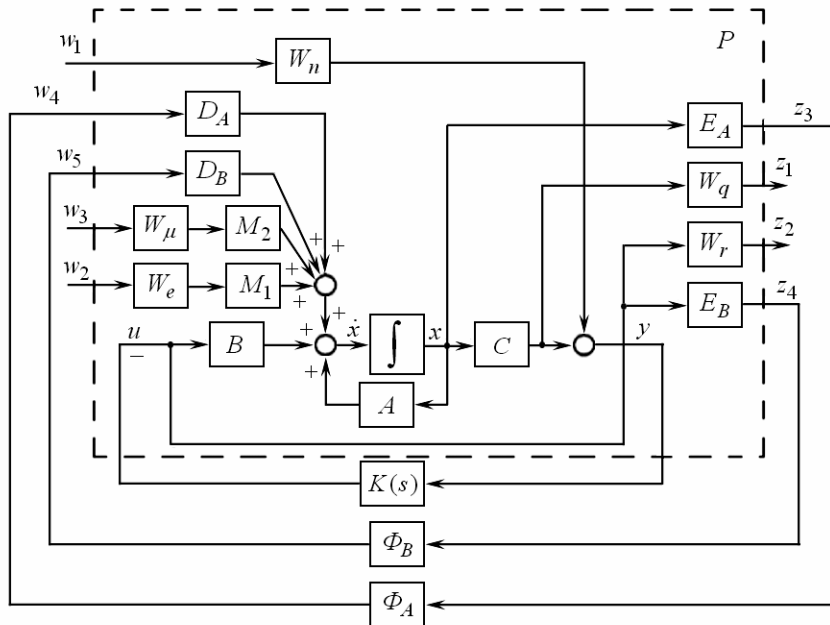 w1 Wn P
w4 DA EA z3
w5 DB Wq z1
w3 Wμ M2 + + Wr z2
w2 We M1 + + EB z4
+
u − B + ẋ ∫ x C y
+ A
K(s)
ΦB
ΦA